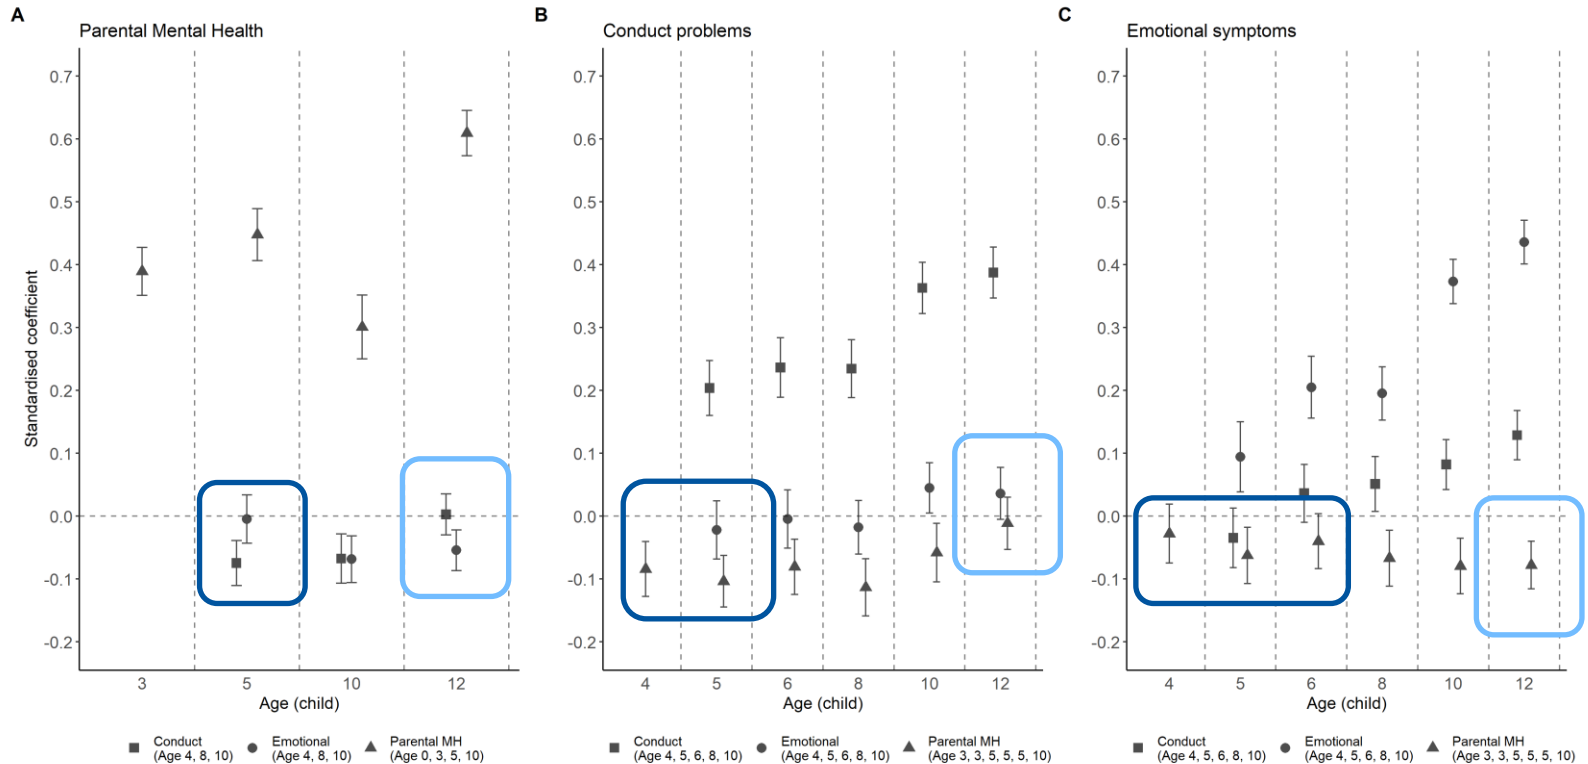 A
Parental Mental Health
Standardised coefficient
0.7
0.6
0.5
0.4
0.3
0.2
0.1
0.0
-0.1
-0.2
3 5 10 12
Age (child)
Conduct (Age 4, 8, 10)
Emotional (Age 4, 8, 10)
Parental MH (Age 0, 3, 5, 10)
B
Conduct problems
0.7
0.6
0.5
0.4
0.3
0.2
0.1
0.0
-0.1
-0.2
4 5 6 8 10 12
Age (child)
Conduct (Age 4, 5, 6, 8, 10)
Emotional (Age 4, 5, 6, 8, 10)
Parental MH (Age 3, 3, 5, 5, 5, 10)
C
Emotional symptoms
0.7
0.6
0.5
0.4
0.3
0.2
0.1
0.0
-0.1
-0.2
4 5 6 8 10 12
Age (child)
Conduct (Age 4, 5, 6, 8, 10)
Emotional (Age 4, 5, 6, 8, 10)
Parental MH (Age 3, 3, 5, 5, 5, 10)